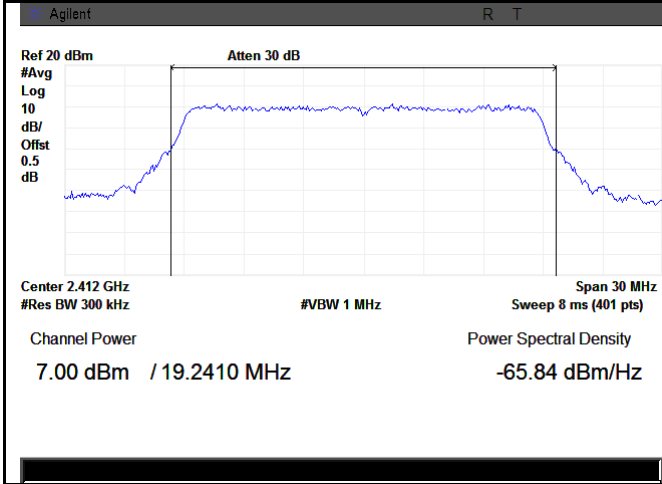 Agilent R T
Ref 20 dBm Atten 30 dB
#Avg
Log
10
dB/
Offst
0.5
dB
Center 2.412 GHz Span 30 MHz
#Res BW 300 kHz #VBW 1 MHz Sweep 8 ms (401 pts)
Channel Power Power Spectral Density
7.00 dBm / 19.2410 MHz -65.84 dBm/Hz